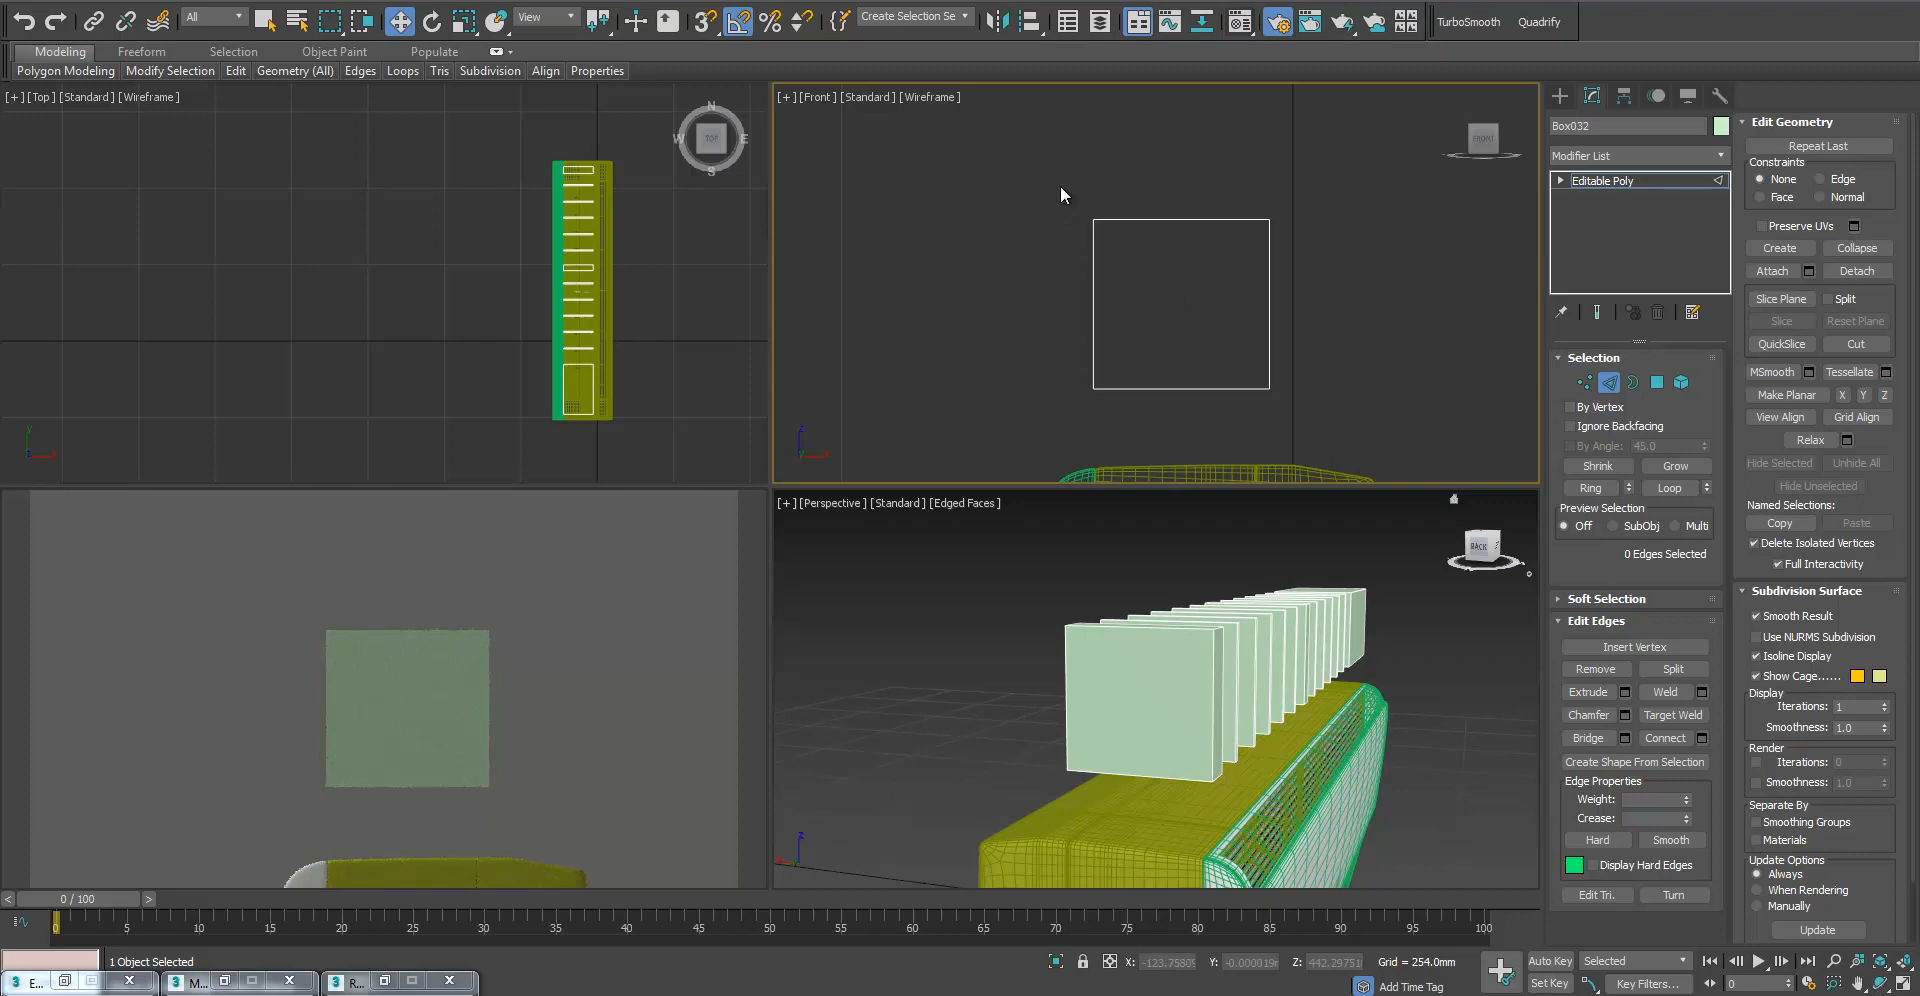 All
View
3
%
Create Selection Se
TurboSmooth
Quadrify
Modeling
Freeform
Selection
Object Paint
Populate
Polygon Modeling
Modify Selection
Edit
Geometry (All)
Edges
Loops
Tris
Subdivision
Align
Properties
[+] [Top] [Standard] [Wireframe]
N
W
TOP
E
S
y
x
[+] [Front] [Standard] [Wireframe]
FRONT
z
x
[+] [Perspective] [Standard] [Edged Faces]
BACK
z
Box032
Modifier List
Editable Poly
Selection
By Vertex
Ignore Backfacing
By Angle: 45.0
Shrink
Grow
Ring
Loop
Preview Selection
Off
SubObj
Multi
0 Edges Selected
Soft Selection
Edit Edges
Insert Vertex
Remove
Split
Extrude
Weld
Chamfer
Target Weld
Bridge
Connect
Create Shape From Selection
Edge Properties
Weight:
Crease:
Hard
Smooth
Display Hard Edges
Edit Tri.
Turn
Edit Geometry
Repeat Last
Constraints
None
Edge
Face
Normal
Preserve UVs
Create
Collapse
Attach
Detach
Slice Plane
Split
Slice
Reset Plane
QuickSlice
Cut
MSmooth
Tessellate
Make Planar
X
Y
Z
View Align
Grid Align
Relax
Hide Selected
Unhide All
Hide Unselected
Named Selections:
Copy
Paste
Delete Isolated Vertices
Full Interactivity
Subdivision Surface
Smooth Result
Use NURMS Subdivision
Isoline Display
Show Cage......
Display
Iterations: 1
Smoothness: 1.0
Render
Iterations: 0
Smoothness: 1.0
Separate By
Smoothing Groups
Materials
Update Options
Always
When Rendering
Manually
Update
< 0 / 100 >
0 5 10 15 20 25 30 35 40 45 50 55 60 65 70 75 80 85 90 95 100
1 Object Selected
X:
Y:
Z:
Grid = 254.0mm
Auto Key
Selected
3 E...
3 M...
3 R...
Add Time Tag
Set Key
Key Filters...
0